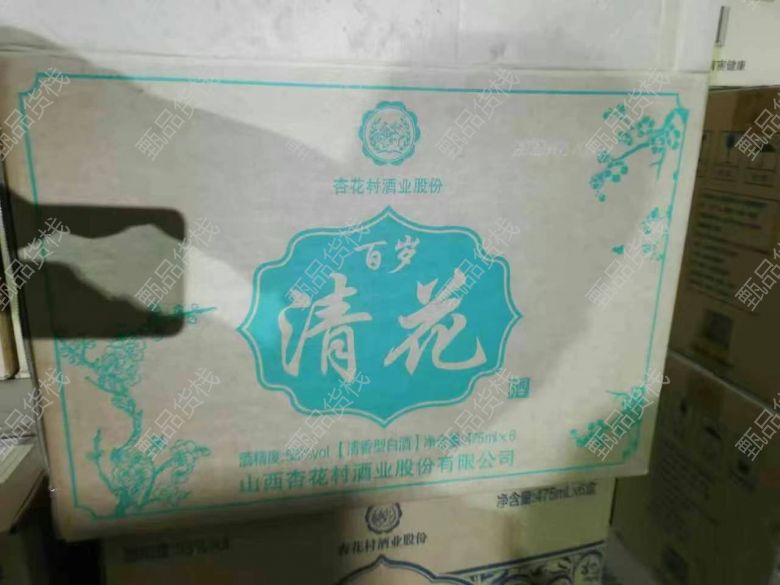 杏花村酒业股份
百岁
清花
酒精度:53%vol【清香型白酒】净含量:475ml×6
山西杏花村酒业股份有限公司
净含量:475mL×6盒
杏花村酒业股份
甄品货栈